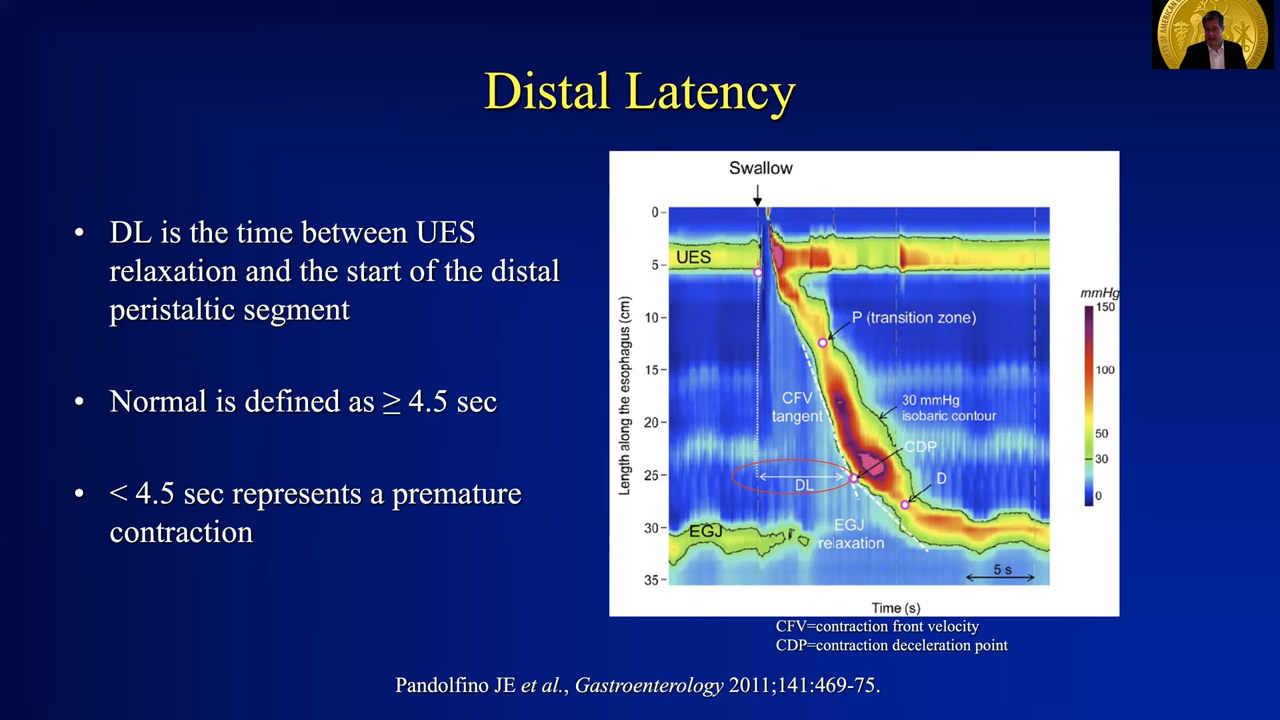 Distal Latency
• DL is the time between UES
relaxation and the start of the distal
peristaltic segment
• Normal is defined as ≥ 4.5 sec
• < 4.5 sec represents a premature
contraction
Swallow
0
5
10
15
20
25
30
35
Length along the esophagus (cm)
UES
P (transition zone)
CFV
tangent
30 mmHg
isobaric contour
CDP
DL
D
EGJ
EGJ
relaxation
5 s
Time (s)
mmHg
150
100
50
30
0
CFV=contraction front velocity
CDP=contraction deceleration point
Pandolfino JE et al., Gastroenterology 2011;141:469-75.